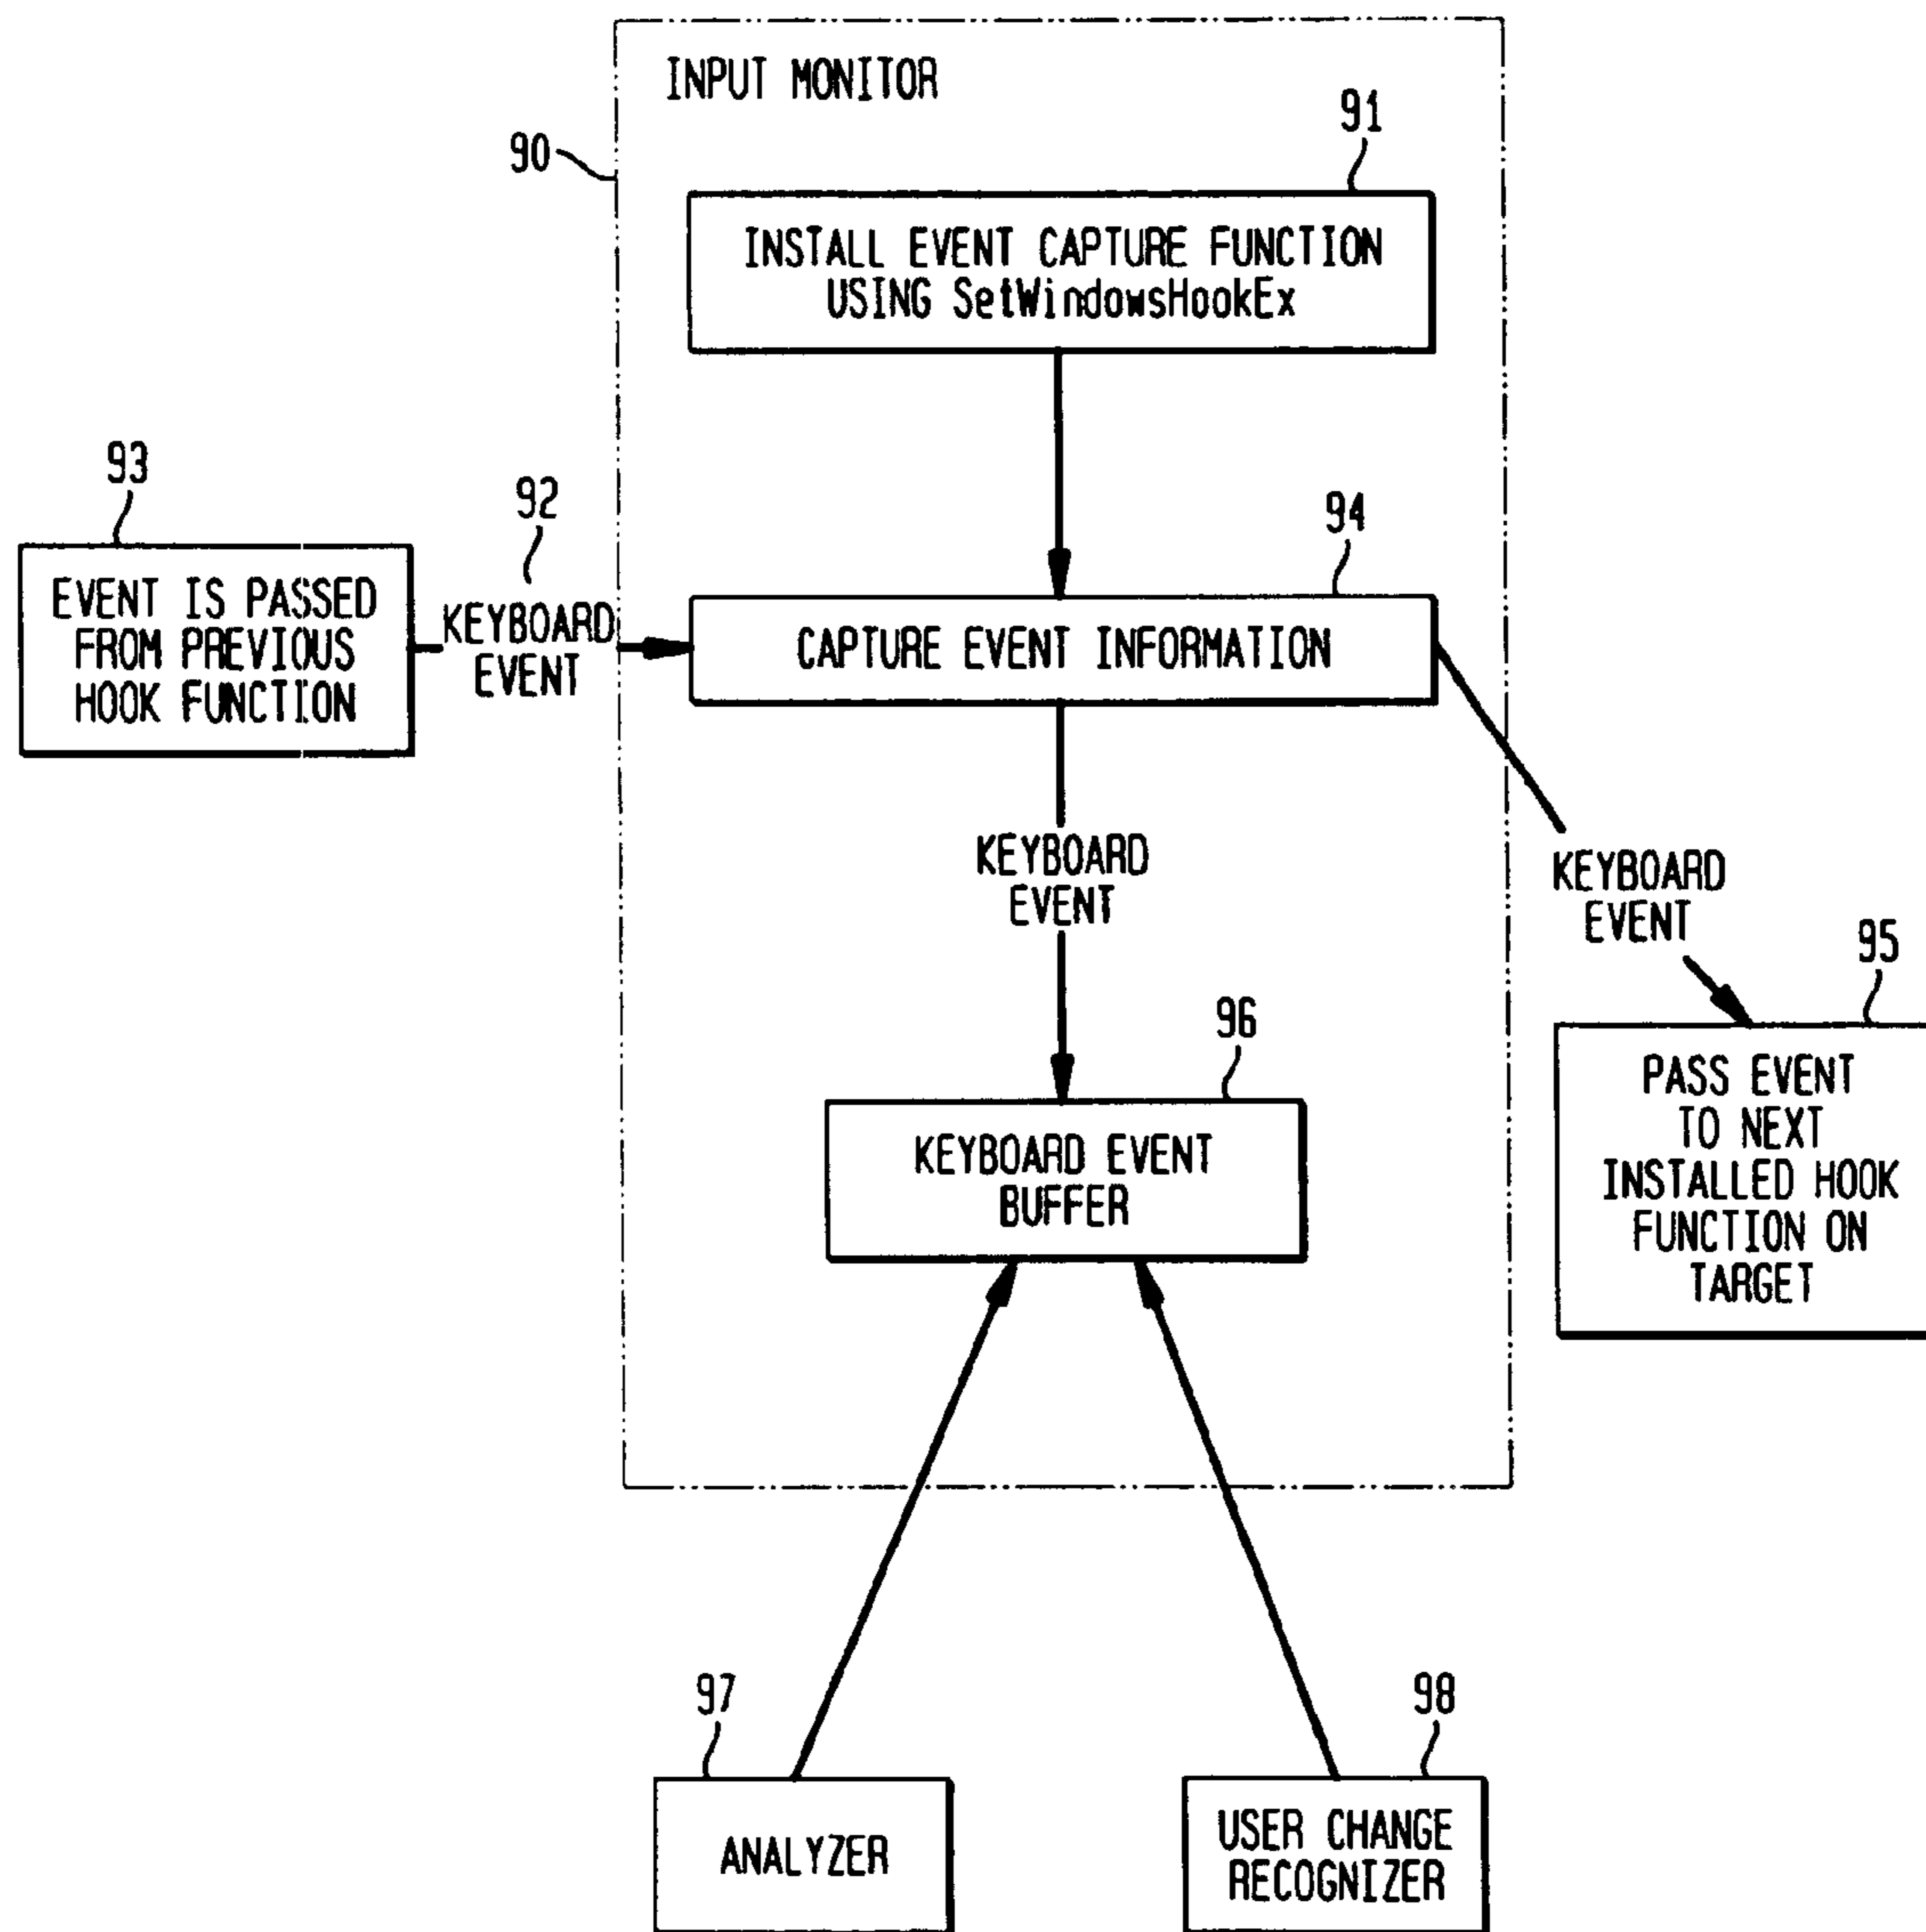 INPUT MONITOR
90
91
INSTALL EVENT CAPTURE FUNCTION
USING SetWindowsHookEx
93
92
94
EVENT IS PASSED
FROM PREVIOUS
HOOK FUNCTION
KEYBOARD
EVENT
CAPTURE EVENT INFORMATION
KEYBOARD
EVENT
KEYBOARD
EVENT
95
96
KEYBOARD EVENT
BUFFER
PASS EVENT
TO NEXT
INSTALLED HOOK
FUNCTION ON
TARGET
97
98
ANALYZER
USER CHANGE
RECOGNIZER